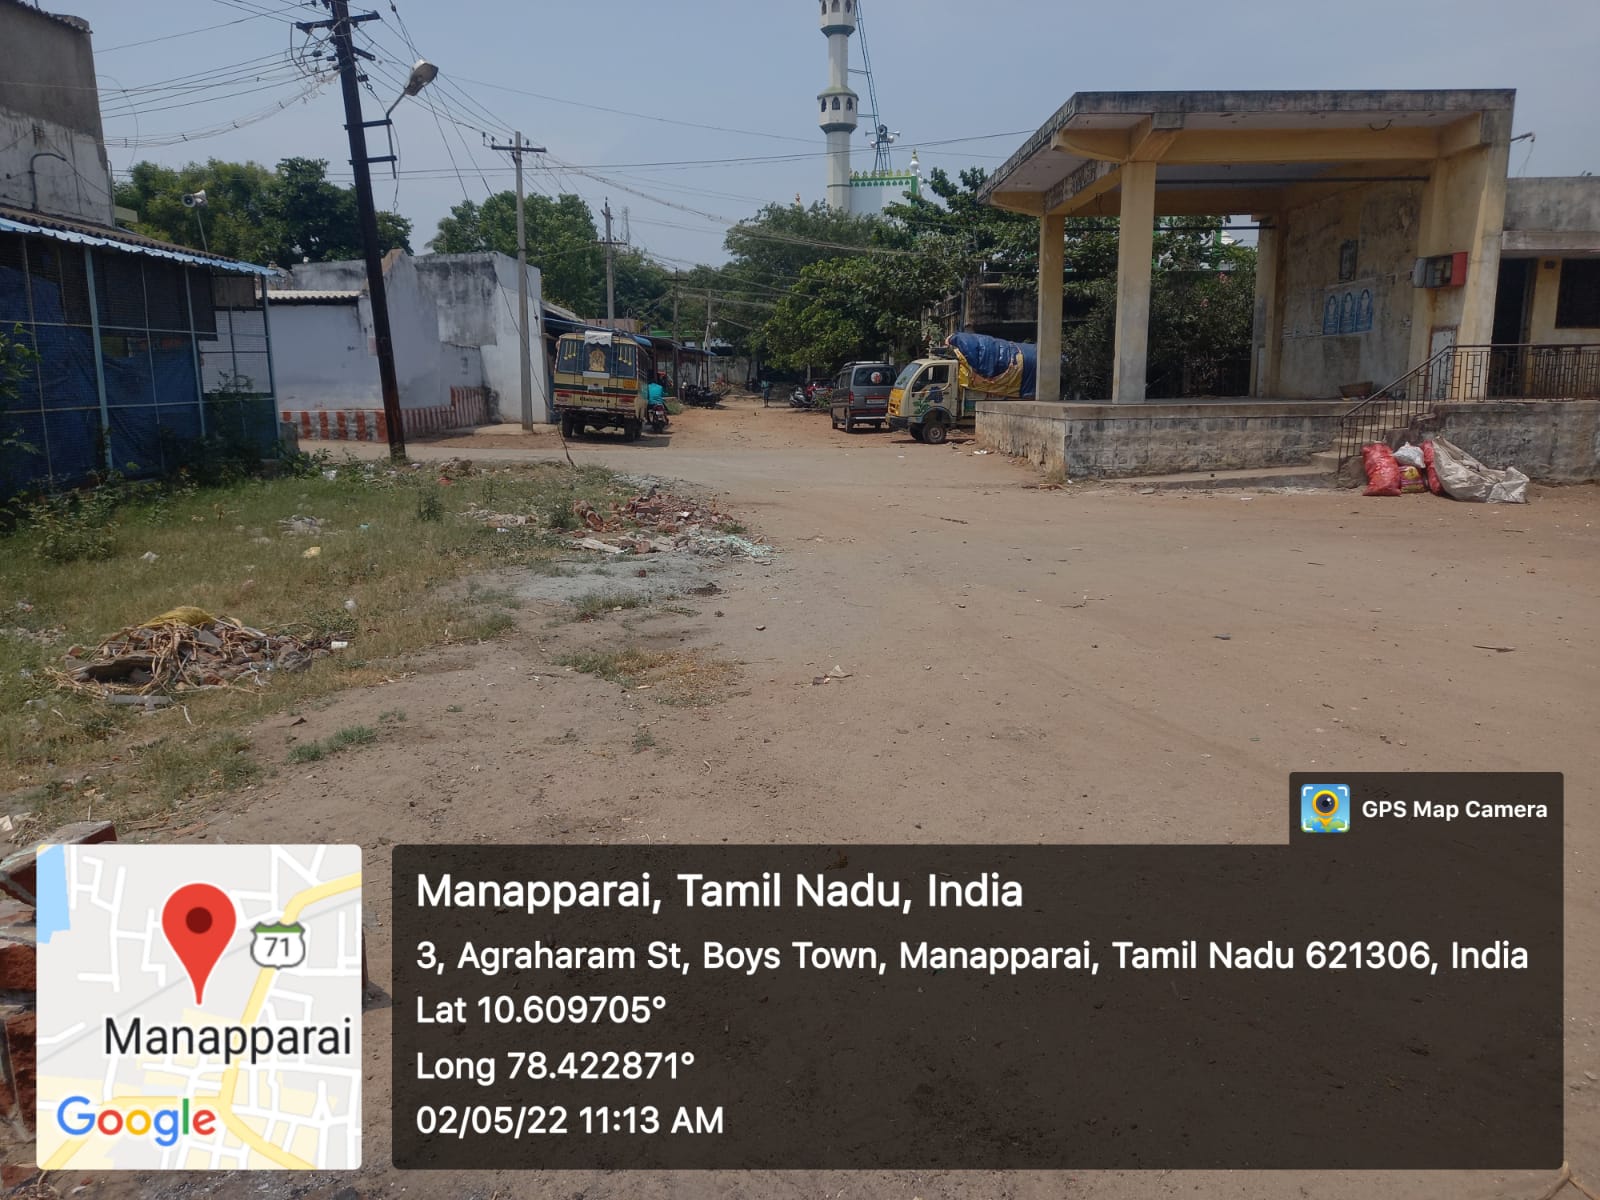 GPS Map Camera
71
Manapparai
Google
Manapparai, Tamil Nadu, India
3, Agraharam St, Boys Town, Manapparai, Tamil Nadu 621306, India
Lat 10.609705°
Long 78.422871°
02/05/22 11:13 AM